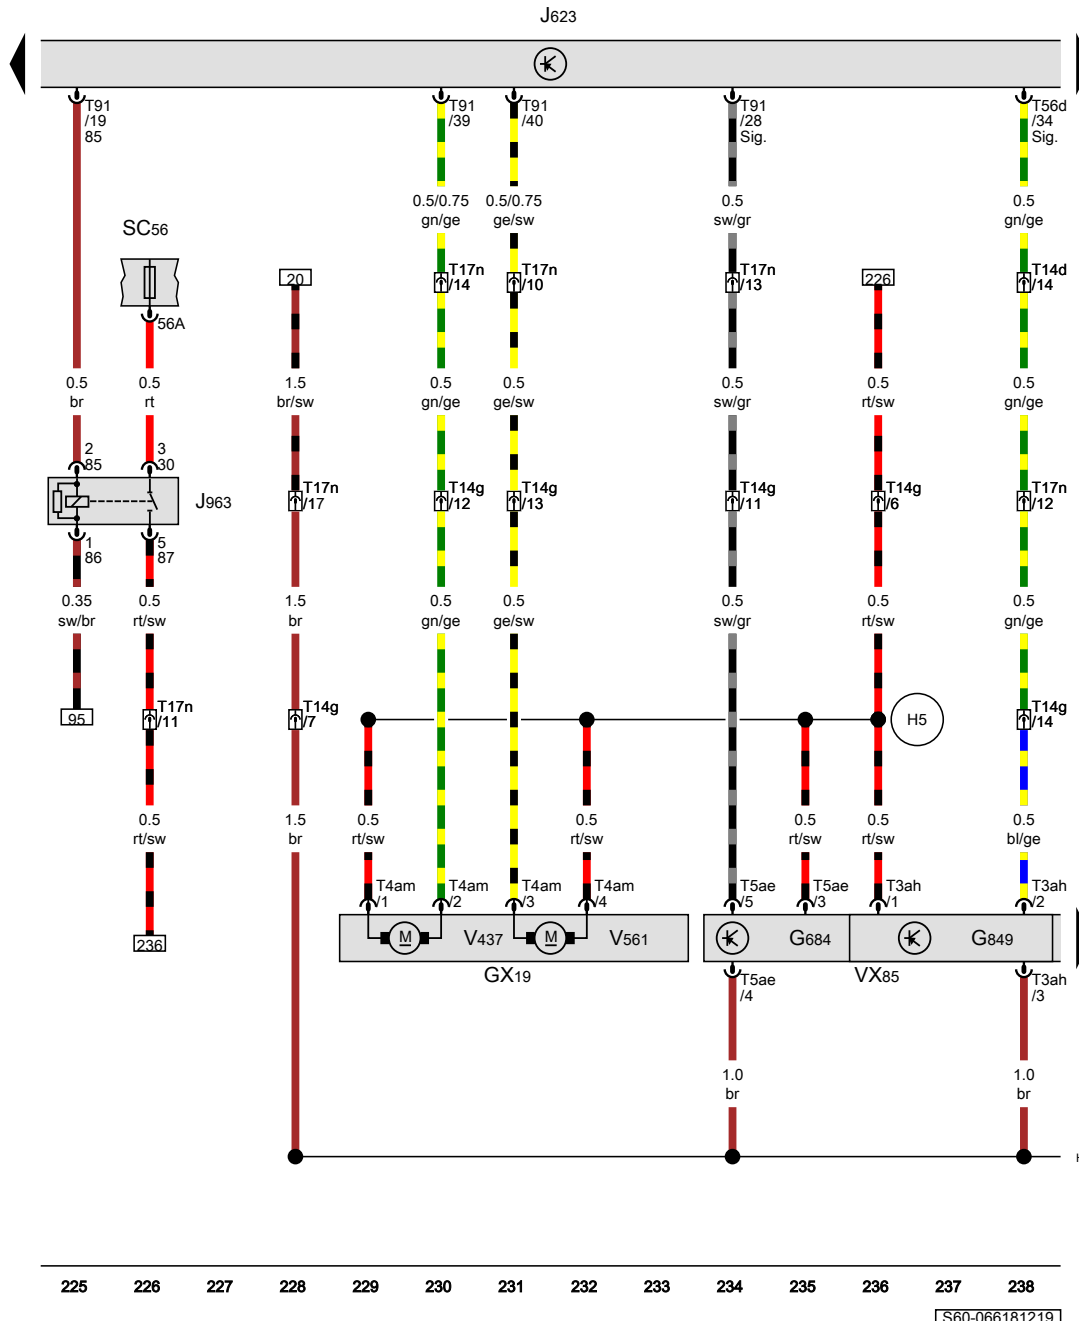 J623
T91
/19
85
T91
/39
T91
/40
T91
/28
Sig.
T56d
/34
Sig.
0.5/0.75
gn/ge
0.5/0.75
ge/sw
0.5
sw/gr
0.5
gn/ge
SC56
56A
20
T17n
/14
T17n
/10
T17n
/13
226
T14d
/14
0.5
br
0.5
rt
1.5
br/sw
0.5
gn/ge
0.5
ge/sw
0.5
sw/gr
0.5
rt/sw
0.5
gn/ge
2
85
3
30
J963
1
86
5
87
T17n
/17
T14g
/12
T14g
/13
T14g
/11
T14g
/6
T17n
/12
0.35
sw/br
0.5
rt/sw
1.5
br
0.5
gn/ge
0.5
ge/sw
0.5
sw/gr
0.5
rt/sw
0.5
gn/ge
95
T17n
/11
T14g
/7
H5
T14g
/14
0.5
rt/sw
1.5
br
0.5
rt/sw
0.5
rt/sw
0.5
rt/sw
0.5
rt/sw
0.5
bl/ge
236
T4am
/1
T4am
/2
T4am
/3
T4am
/4
T5ae
/5
T5ae
/3
T3ah
/1
T3ah
/2
M
V437
M
V561
G684
G849
GX19
VX85
T5ae
/4
T3ah
/3
1.0
br
1.0
br
225 226 227 228 229 230 231 232 233 234 235 236 237 238
S60-066181219